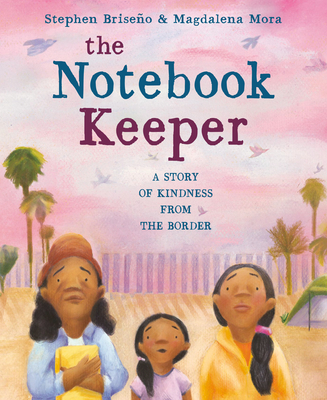 Stephen Briseño & Magdalena Mora
the
Notebook
Keeper
A STORY
OF KINDNESS
FROM
THE BORDER